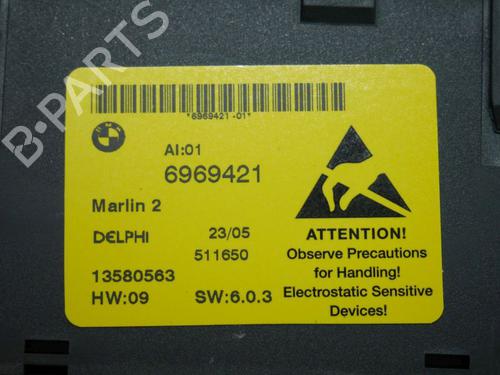 B-PARTS
*6969421-01*
BMW
AI:01
6969421
Marlin 2
DELPHI 23/05
511650
13580563
HW:09 SW:6.0.3
ATTENTION!
Observe Precautions
for Handling!
Electrostatic Sensitive
Devices!